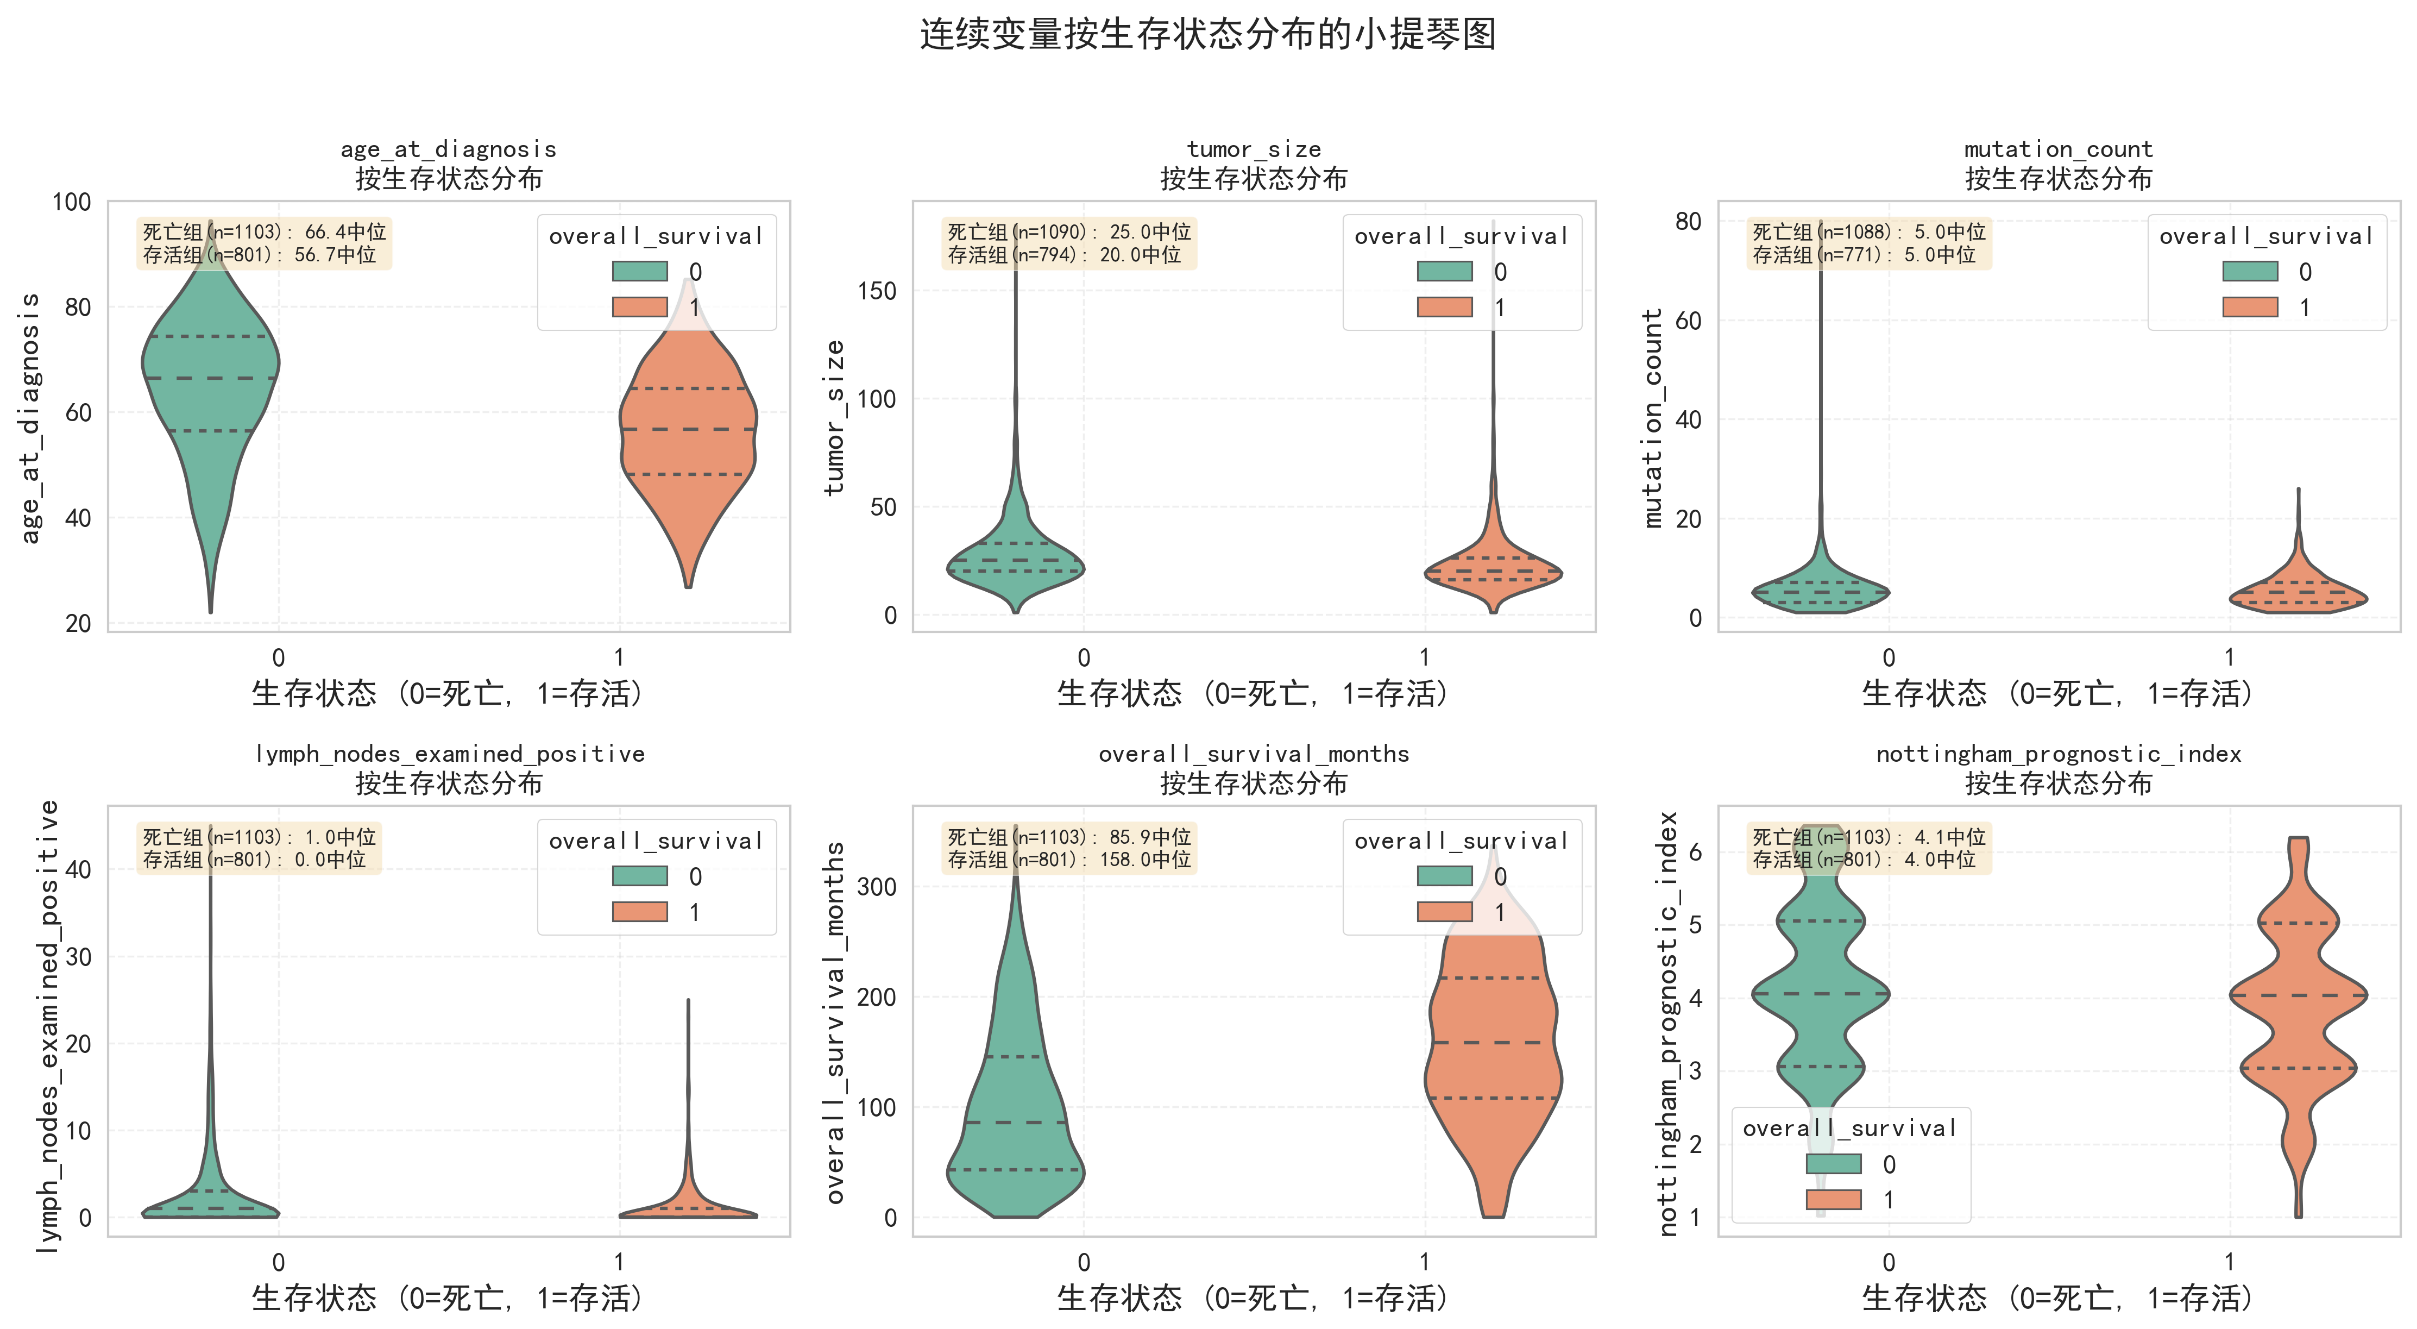 连续变量按生存状态分布的小提琴图
age_at_diagnosis
按生存状态分布
死亡组(n=1103): 66.4中位
存活组(n=801): 56.7中位
overall_survival
0
1
age_at_diagnosis
100
80
60
40
20
0
1
生存状态 (0=死亡, 1=存活)
tumor_size
按生存状态分布
死亡组(n=1090): 25.0中位
存活组(n=794): 20.0中位
overall_survival
0
1
tumor_size
150
100
50
0
0
1
生存状态 (0=死亡, 1=存活)
mutation_count
按生存状态分布
死亡组(n=1088): 5.0中位
存活组(n=771): 5.0中位
overall_survival
0
1
mutation_count
80
60
40
20
0
0
1
生存状态 (0=死亡, 1=存活)
lymph_nodes_examined_positive
按生存状态分布
死亡组(n=1103): 1.0中位
存活组(n=801): 0.0中位
overall_survival
0
1
lymph_nodes_examined_positive
40
30
20
10
0
0
1
生存状态 (0=死亡, 1=存活)
overall_survival_months
按生存状态分布
死亡组(n=1103): 85.9中位
存活组(n=801): 158.0中位
overall_survival
0
1
overall_survival_months
300
200
100
0
0
1
生存状态 (0=死亡, 1=存活)
nottingham_prognostic_index
按生存状态分布
死亡组(n=1103): 4.1中位
存活组(n=801): 4.0中位
overall_survival
0
1
nottingham_prognostic_index
6
5
4
3
2
1
0
1
生存状态 (0=死亡, 1=存活)